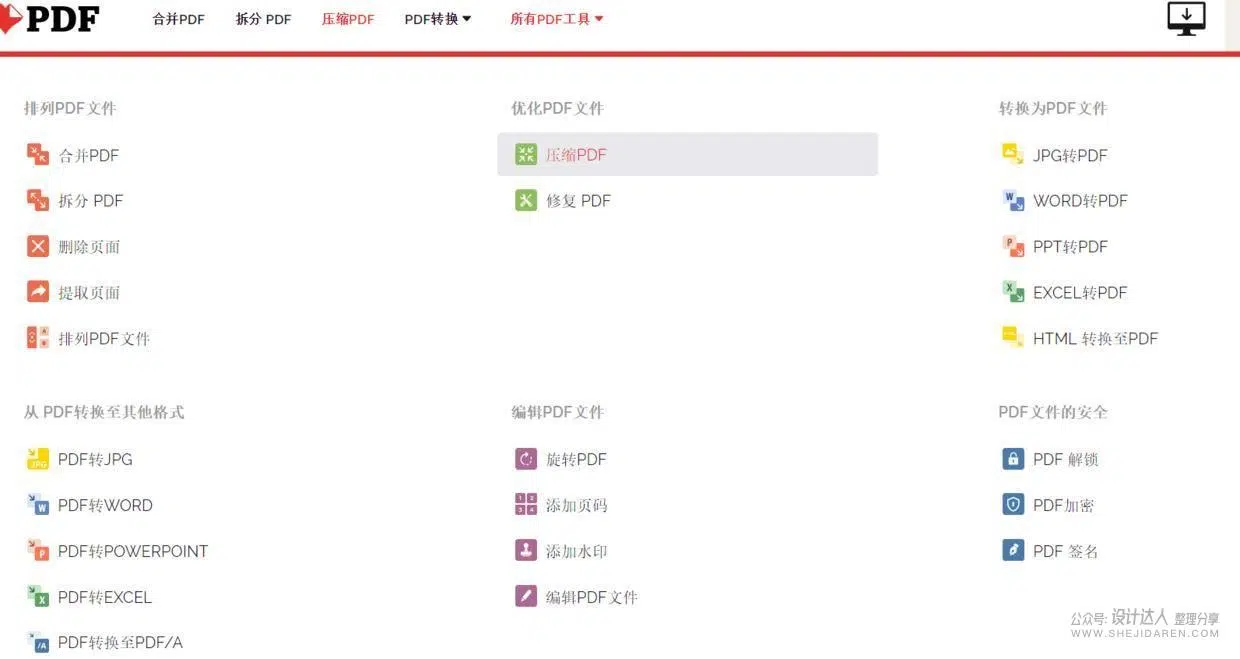 PDF
合并PDF 拆分 PDF 压缩PDF PDF转换 所有PDF工具
排列PDF文件
合并PDF
拆分 PDF
删除页面
提取页面
排列PDF文件
优化PDF文件
压缩PDF
修复 PDF
转换为PDF文件
JPG转PDF
WORD转PDF
PPT转PDF
EXCEL转PDF
HTML 转换至PDF
从 PDF转换至其他格式
PDF转JPG
PDF转WORD
PDF转POWERPOINT
PDF转EXCEL
PDF转换至PDF/A
编辑PDF文件
旋转PDF
添加页码
添加水印
编辑PDF文件
PDF文件的安全
PDF 解锁
PDF加密
PDF 签名
公众号: 设计达人 整理分享
WWW.SHEJIDAREN.COM